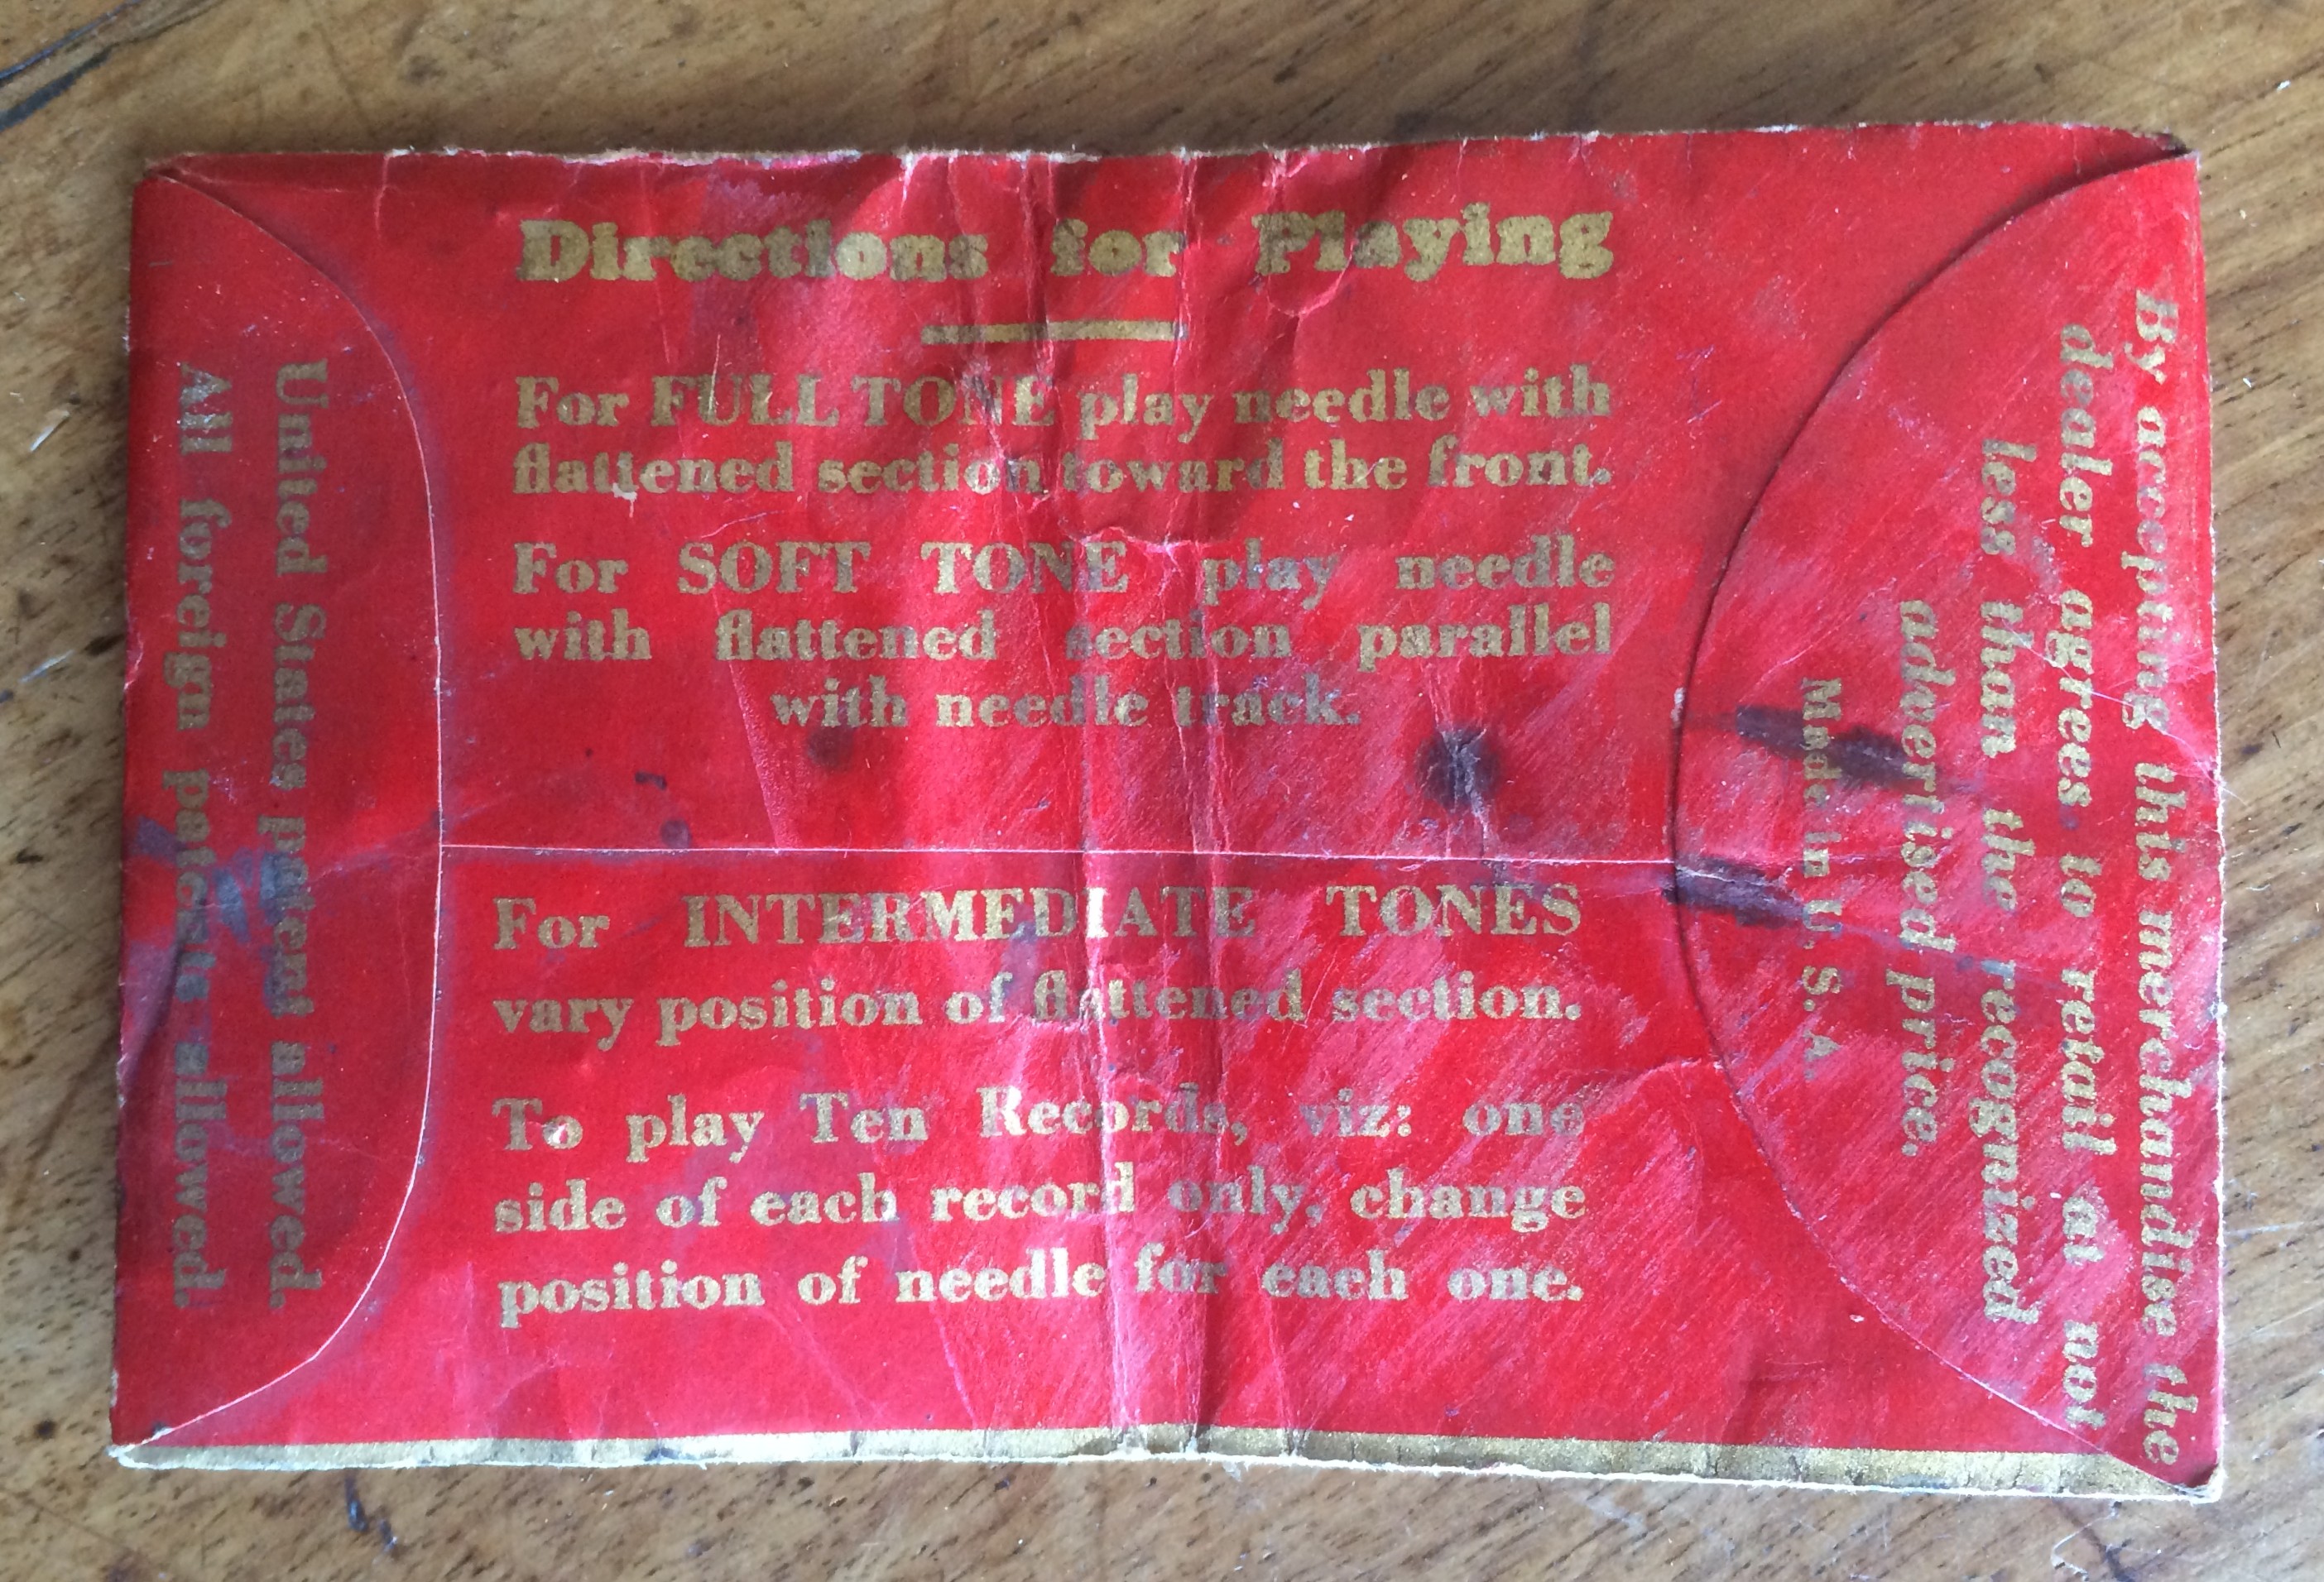 Directions for Playing
For FULL TONE play needle with
flattened section toward the front.
For SOFT TONE play needle
with flattened section parallel
with needle track.
For INTERMEDIATE TONES
vary position of flattened section.
To play Ten Records, viz: one
side of each record only, change
position of needle for each one.
United States patent allowed.
All foreign patents allowed.
By accepting this merchandise the
dealer agrees to retail at not
less than the recognized
advertised price.
Made in U. S. A.